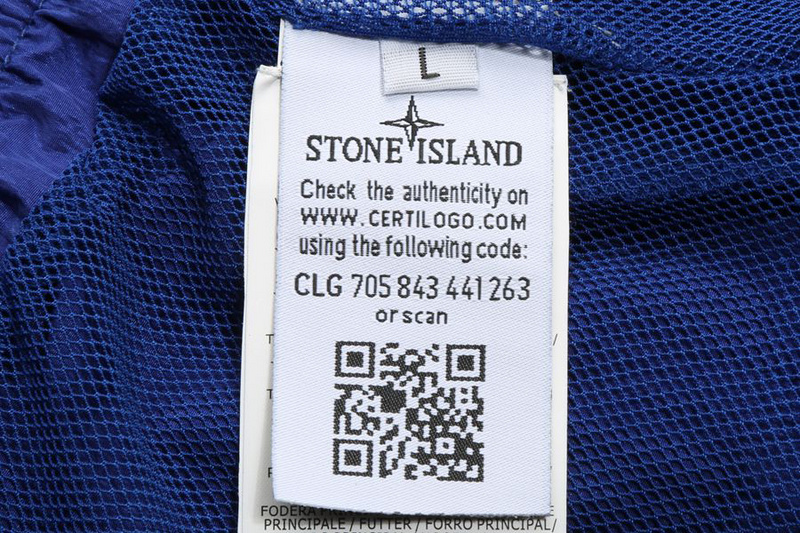 L
STONE ISLAND
Check the authenticity on
WWW.CERTILOGO.COM
using the following code:
CLG 705 843 441 263
or scan
FODERA
PRINCIPALE / FUTTER / FORRO PRINCIPAL/